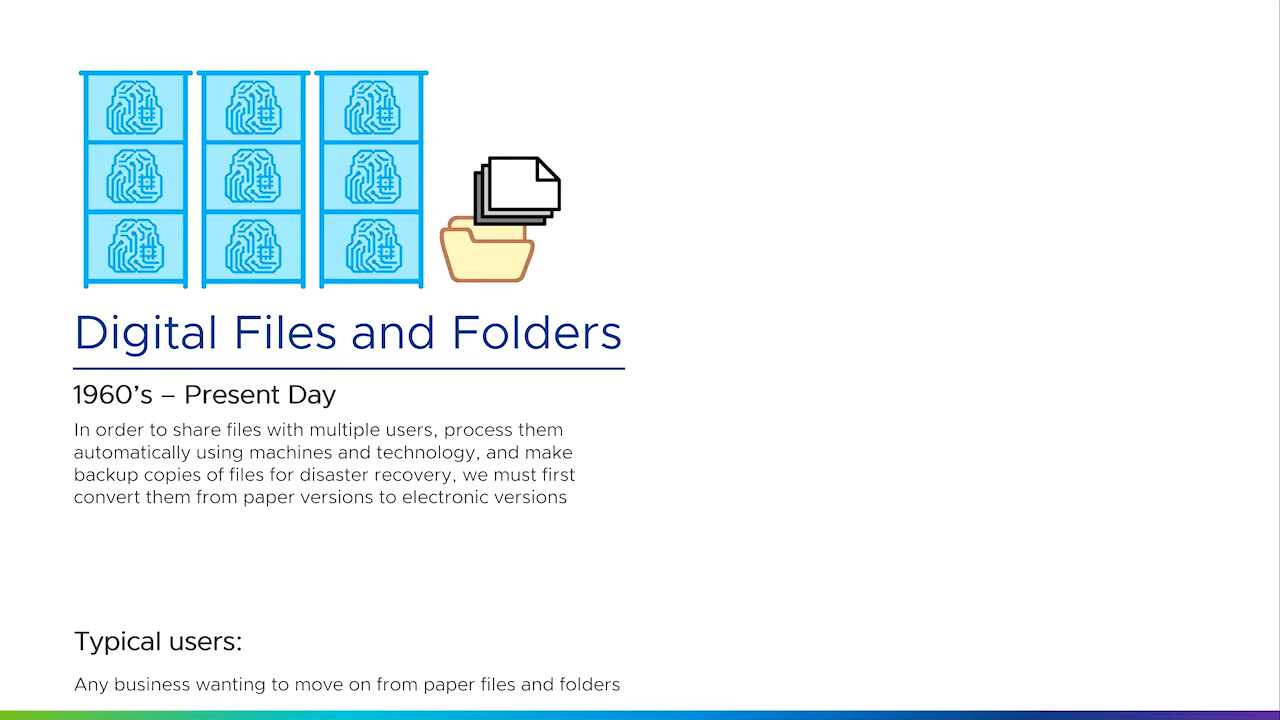 Digital Files and Folders
1960’s – Present Day
In order to share files with multiple users, process them
automatically using machines and technology, and make
backup copies of files for disaster recovery, we must first
convert them from paper versions to electronic versions
Typical users:
Any business wanting to move on from paper files and folders